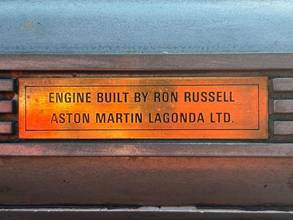 ENGINE BUILT BY RON RUSSELL
ASTON MARTIN LAGONDA LTD.